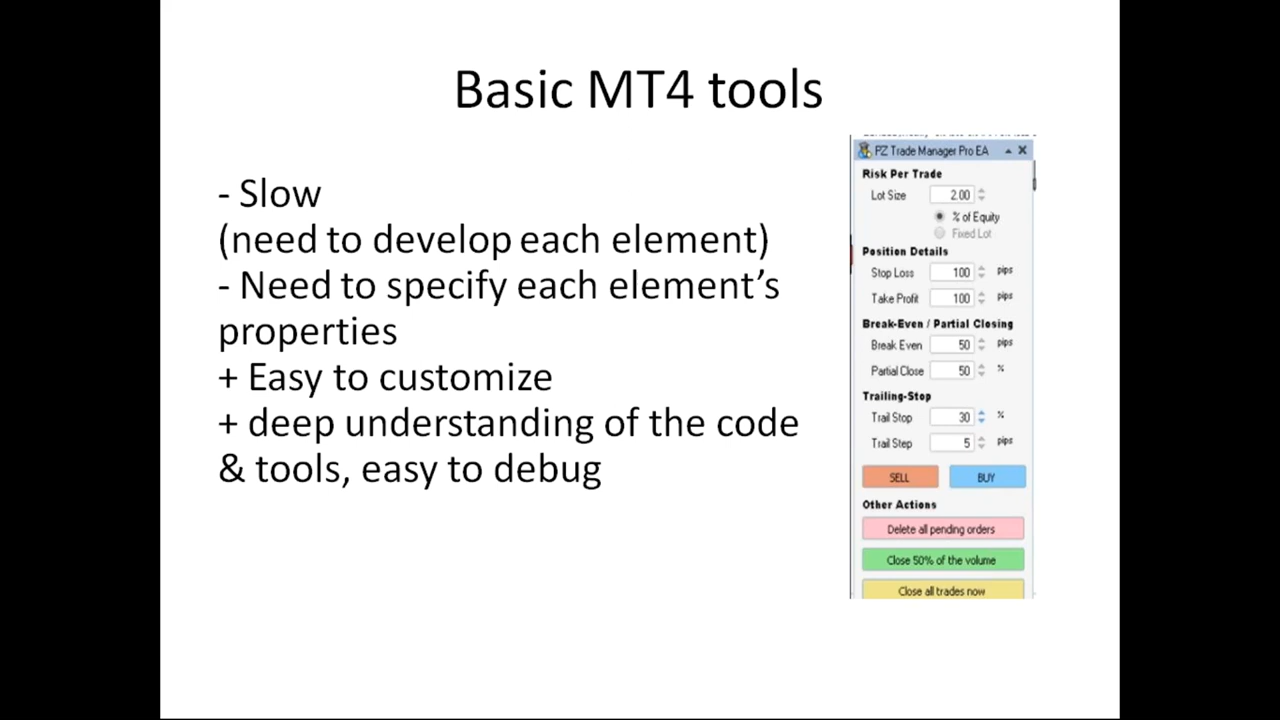 Basic MT4 tools
- Slow
(need to develop each element)
- Need to specify each element’s
properties
+ Easy to customize
+ deep understanding of the code
& tools, easy to debug
PZ Trade Manager Pro EA
Risk Per Trade
Lot Size 2.00
% of Equity
Fixed Lot
Position Details
Stop Loss 100 pips
Take Profit 100 pips
Break-Even / Partial Closing
Break Even 50 pips
Partial Close 50 %
Trailing-Stop
Trail Stop 30 %
Trail Step 5 pips
SELL BUY
Other Actions
Delete all pending orders
Close 50% of the volume
Close all trades now